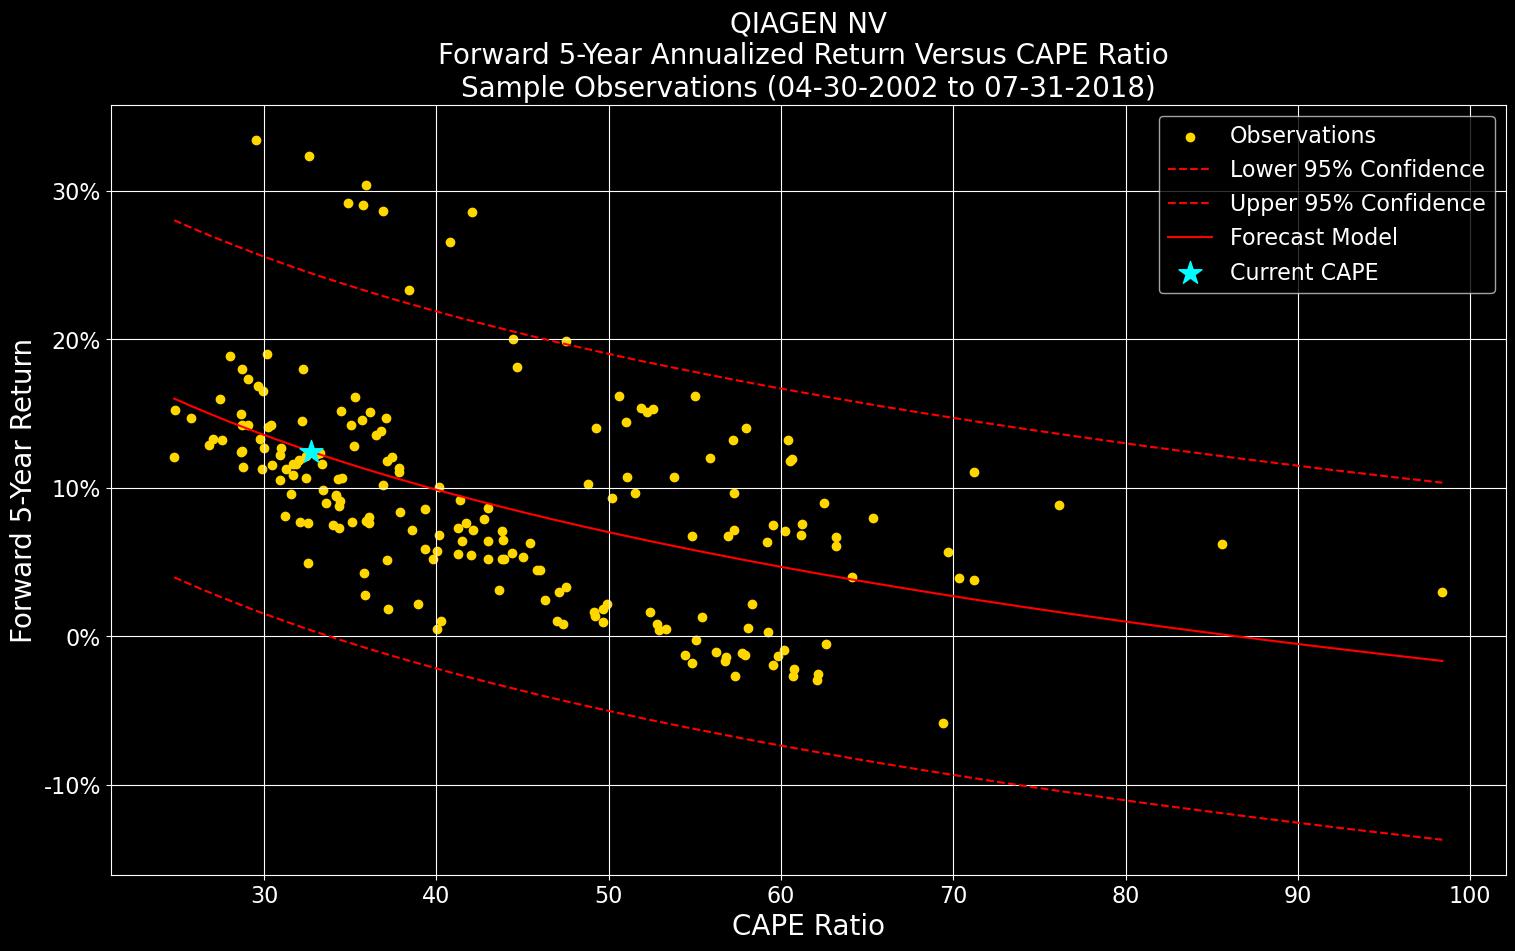 QIAGEN NV
Forward 5-Year Annualized Return Versus CAPE Ratio
Sample Observations (04-30-2002 to 07-31-2018)
Observations
Lower 95% Confidence
Upper 95% Confidence
Forecast Model
Current CAPE
Forward 5-Year Return
30%
20%
10%
0%
-10%
30 40 50 60 70 80 90 100
CAPE Ratio